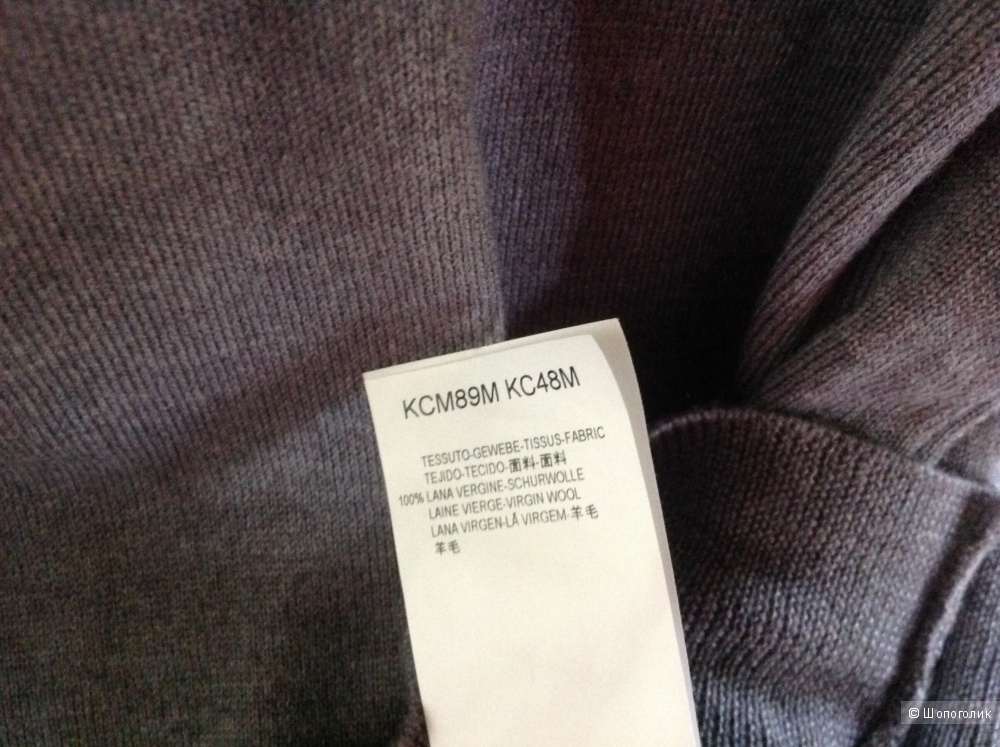 KCM89M KC48M
TESSUTO-GEWEBE-TISSUS-FABRIC
TEJIDO-TECIDO-面料-面料
100% LANA VERGINE-SCHURWOLLE
LAINE VIERGE-VIRGIN WOOL
LANA VIRGEN-LÃ VIRGEM-羊毛
羊毛
© Шопоголик